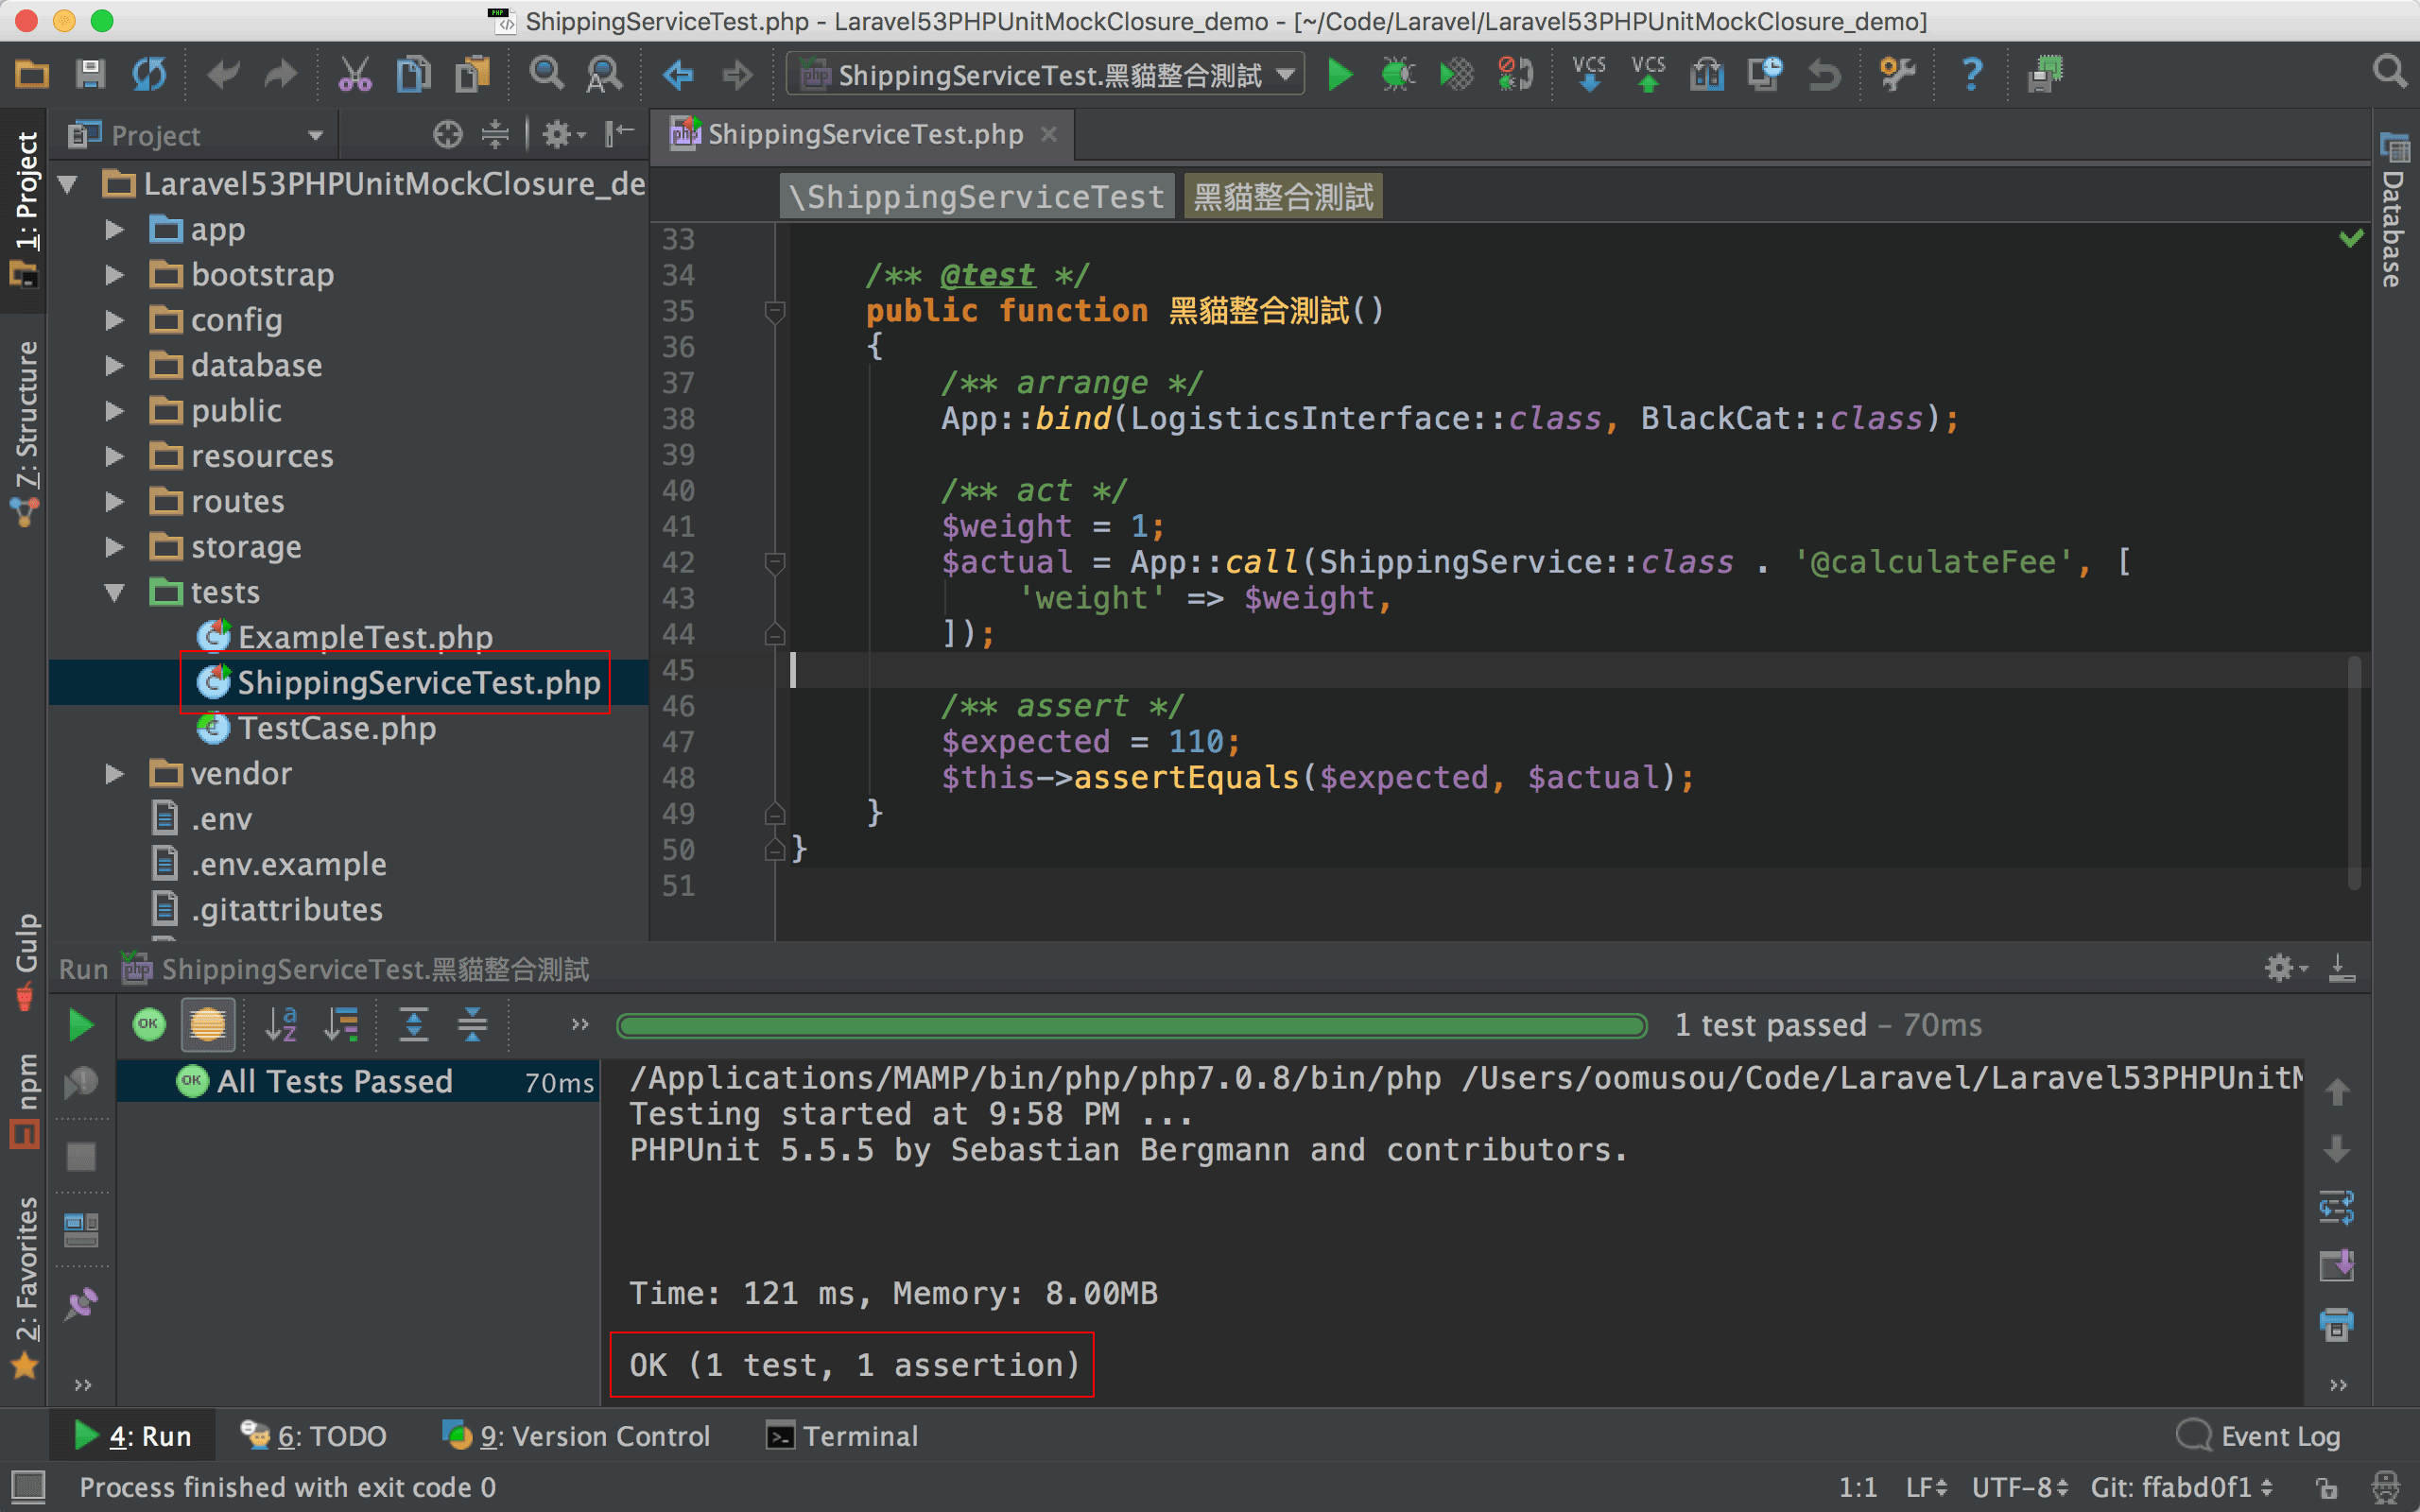 ShippingServiceTest.php - Laravel53PHPUnitMockClosure_demo - [~/Code/Laravel/Laravel53PHPUnitMockClosure_demo]
ShippingServiceTest.黑貓整合測試
VCS VCS
1: Project
7: Structure
Gulp
npm
2: Favorites
Database
Project
Laravel53PHPUnitMockClosure_de
app
bootstrap
config
database
public
resources
routes
storage
tests
ExampleTest.php
ShippingServiceTest.php
TestCase.php
vendor
.env
.env.example
.gitattributes
ShippingServiceTest.php
\ShippingServiceTest 黑貓整合測試
33
34 /** @test */
35 public function 黑貓整合測試()
36 {
37 /** arrange */
38 App::bind(LogisticsInterface::class, BlackCat::class);
39
40 /** act */
41 $weight = 1;
42 $actual = App::call(ShippingService::class . '@calculateFee', [
43 'weight' => $weight,
44 ]);
45
46 /** assert */
47 $expected = 110;
48 $this->assertEquals($expected, $actual);
49 }
50 }
51
Run ShippingServiceTest.黑貓整合測試
OK
1 test passed – 70ms
OK All Tests Passed 70ms
/Applications/MAMP/bin/php/php7.0.8/bin/php /Users/oomusou/Code/Laravel/Laravel53PHPUnitM
Testing started at 9:58 PM ...
PHPUnit 5.5.5 by Sebastian Bergmann and contributors.
Time: 121 ms, Memory: 8.00MB
OK (1 test, 1 assertion)
4: Run
6: TODO
9: Version Control
Terminal
Event Log
Process finished with exit code 0
1:1 LF UTF-8 Git: ffabd0f1